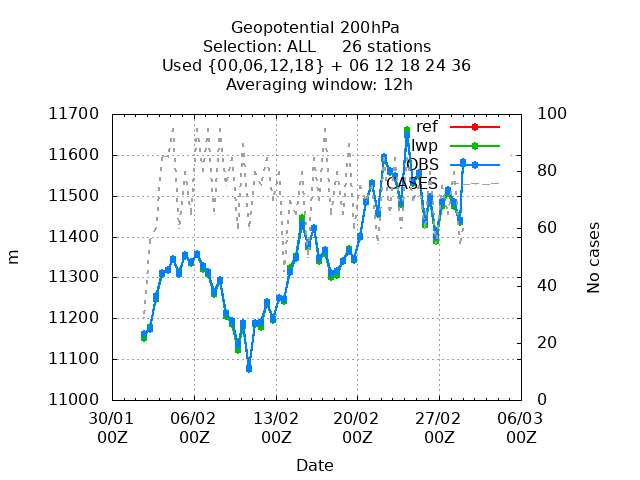 Geopotential 200hPa
Selection: ALL     26 stations
Used {00,06,12,18} + 06 12 18 24 36
Averaging window: 12h
11700
11600
11500
11400
11300
11200
11100
11000
100
80
60
40
20
0
ref
lwp
OBS
CASES
m
No cases
30/01 06/02 13/02 20/02 27/02 06/03
00Z 00Z 00Z 00Z 00Z 00Z
Date